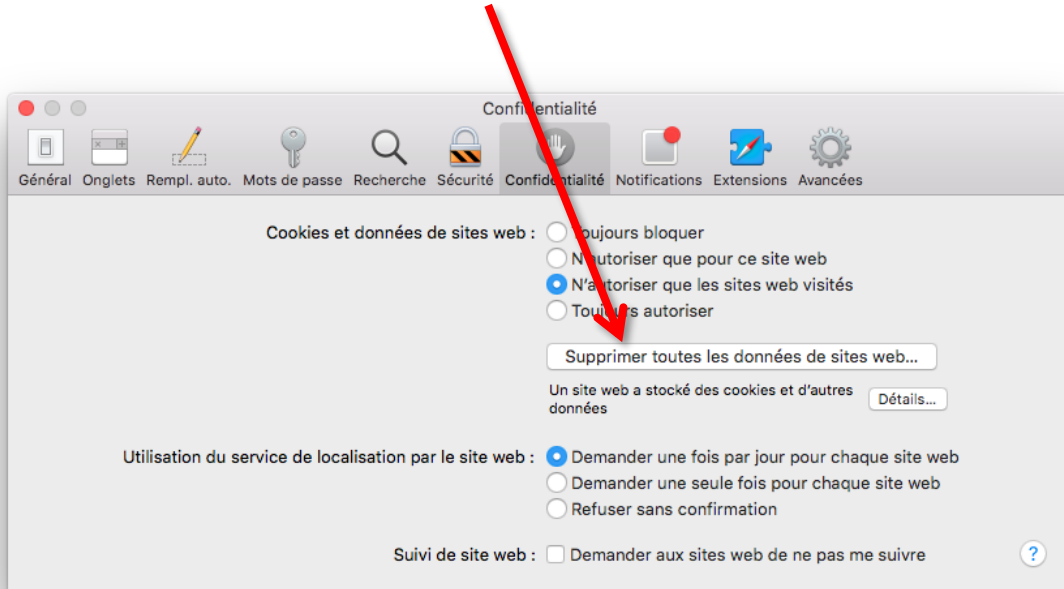 Confidentialité
Général Onglets Rempl. auto. Mots de passe Recherche Sécurité Confidentialité Notifications Extensions Avancées
Cookies et données de sites web : Toujours bloquer
N'autoriser que pour ce site web
N'autoriser que les sites web visités
Toujours autoriser
Supprimer toutes les données de sites web...
Un site web a stocké des cookies et d'autres
données
Détails...
Utilisation du service de localisation par le site web : Demander une fois par jour pour chaque site web
Demander une seule fois pour chaque site web
Refuser sans confirmation
Suivi de site web : Demander aux sites web de ne pas me suivre ?